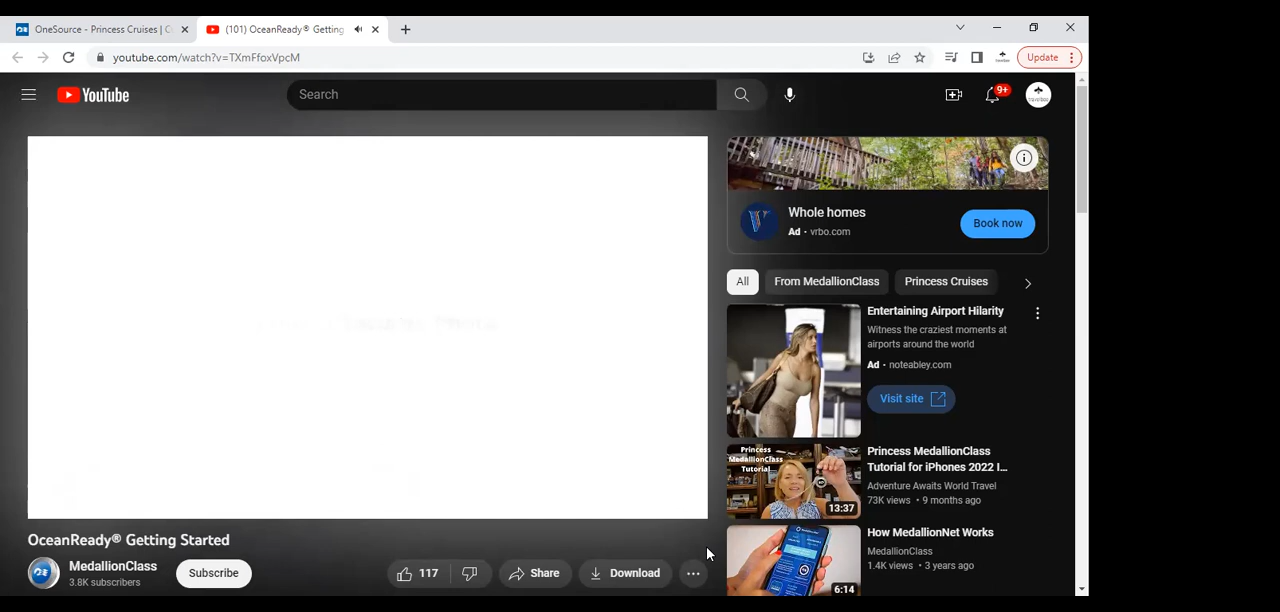 OneSource - Princess Cruises | C
(101) OceanReady® Getting
youtube.com/watch?v=TXmFfoxVpcM
Update
YouTube
Search
9+
Whole homes
Ad · vrbo.com
Book now
All
From MedallionClass
Princess Cruises
Entertaining Airport Hilarity
Witness the craziest moments at
airports around the world
Ad · noteabley.com
Visit site
Princess
MedallionClass
Tutorial
13:37
Princess MedallionClass
Tutorial for iPhones 2022 I...
Adventure Awaits World Travel
73K views · 9 months ago
6:14
How MedallionNet Works
MedallionClass
1.4K views · 3 years ago
OceanReady® Getting Started
MedallionClass
3.8K subscribers
Subscribe
117
Share
Download